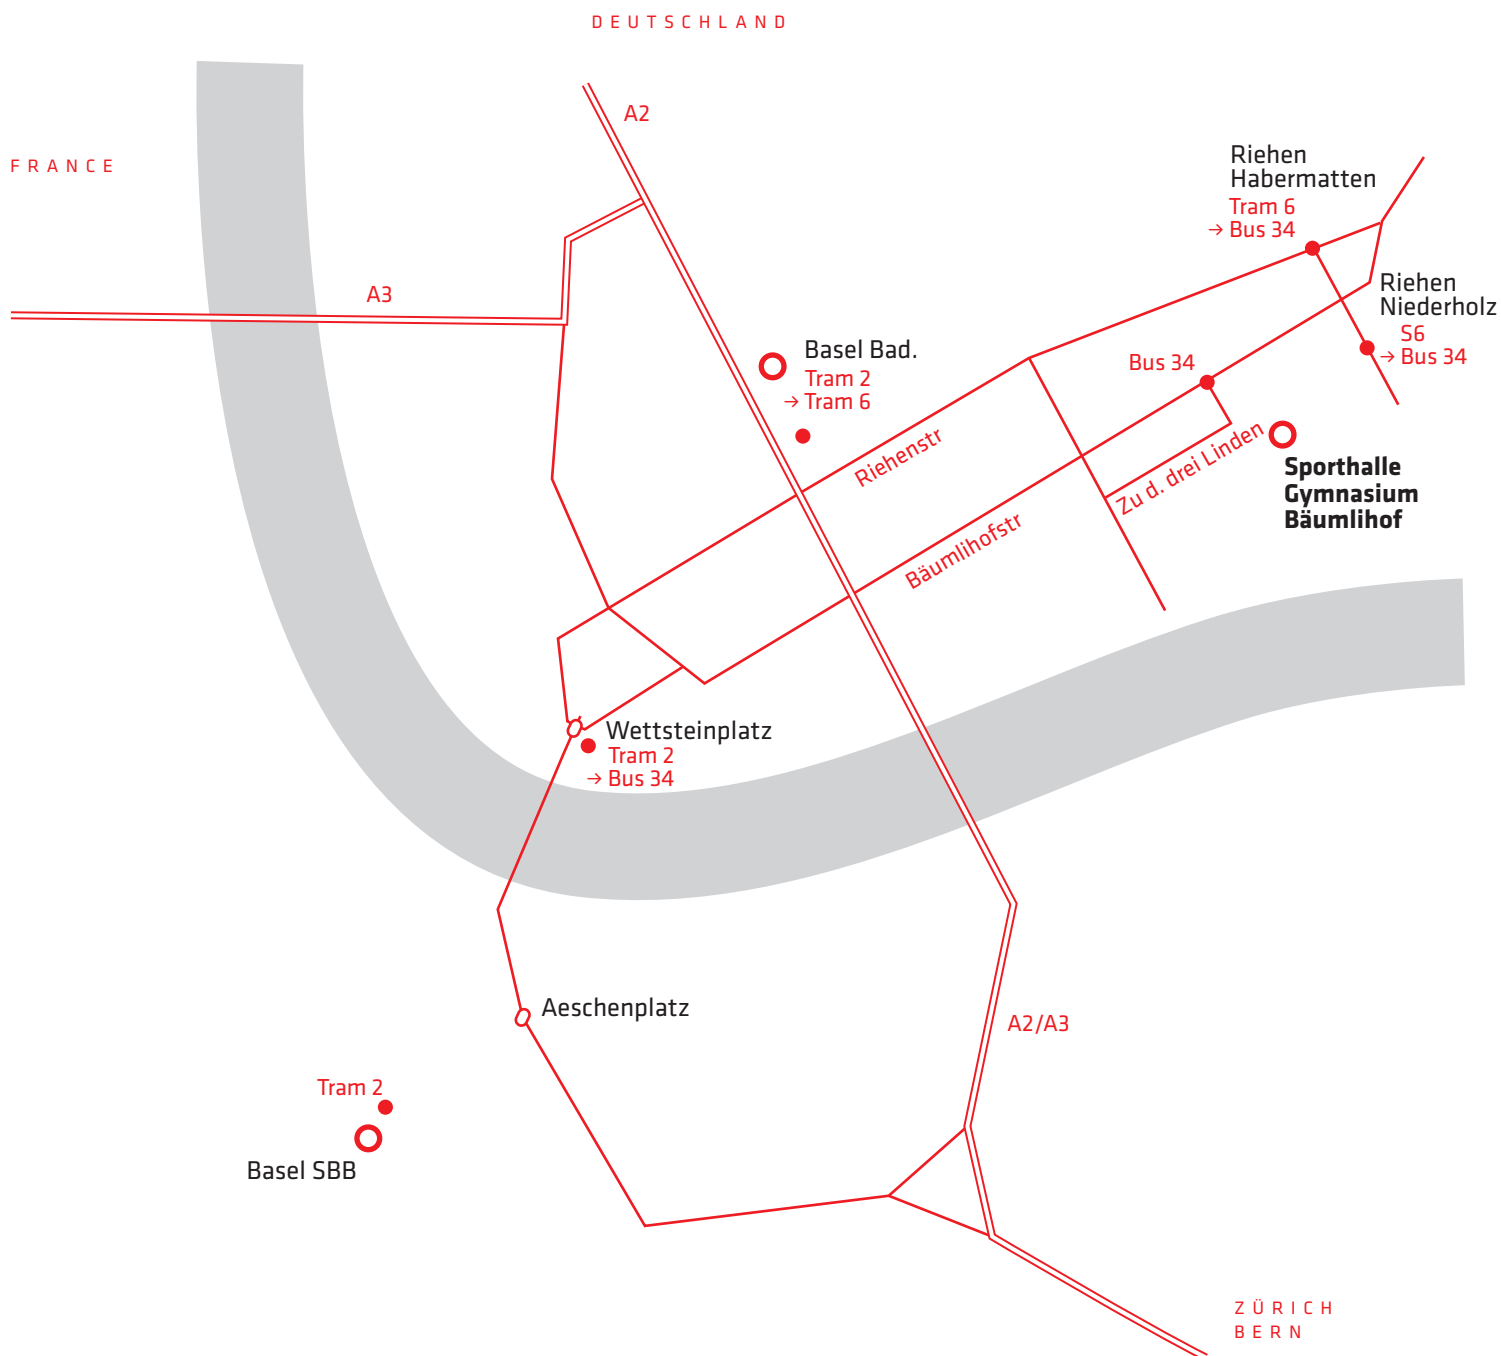 DEUTSCHLAND
A2
FRANCE
Riehen
Habermatten
Tram 6
→ Bus 34
A3
Riehen
Niederholz
S6
→ Bus 34
Basel Bad.
Tram 2
→ Tram 6
Bus 34
Riehenstr
Zu d. drei Linden
Sporthalle
Gymnasium
Bäumlihof
Bäumlihofstr
Wettsteinplatz
Tram 2
→ Bus 34
Aeschenplatz
A2/A3
Tram 2
Basel SBB
ZÜRICH
BERN